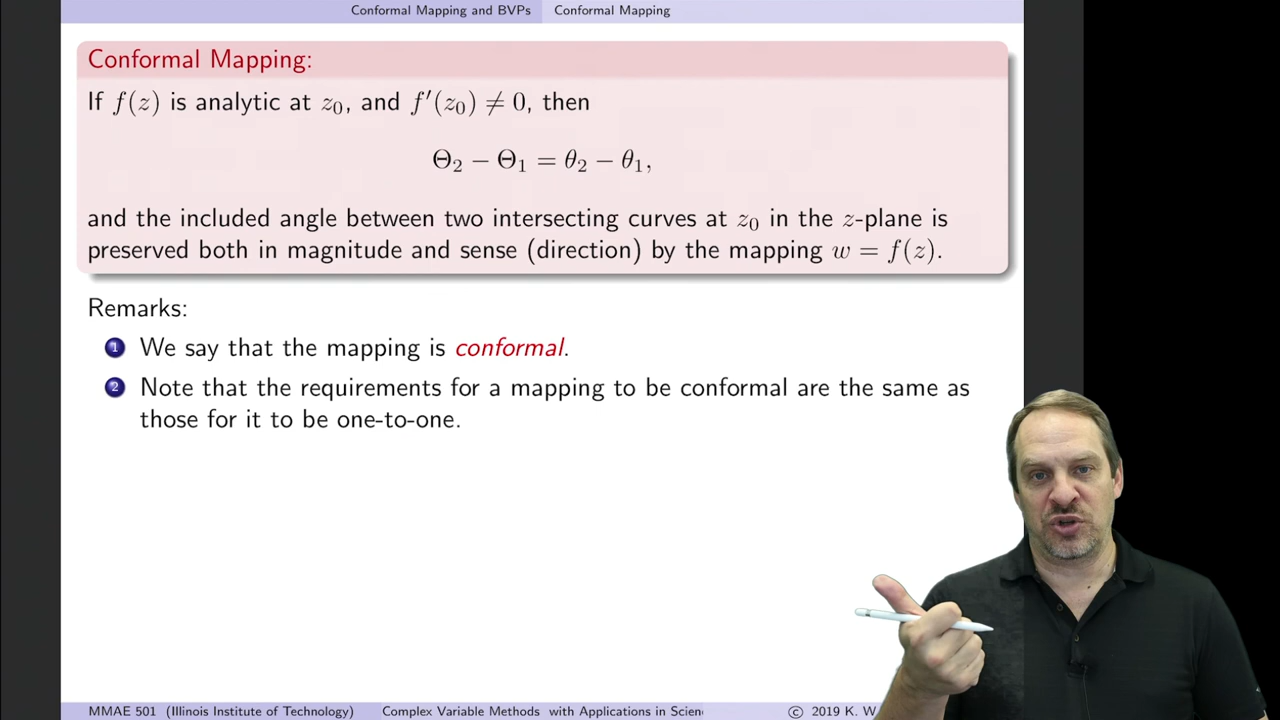 Conformal Mapping and BVPs Conformal Mapping
Conformal Mapping:
If f(z) is analytic at z₀, and f′(z₀) ≠ 0, then
Θ₂ − Θ₁ = θ₂ − θ₁,
and the included angle between two intersecting curves at z₀ in the z-plane is
preserved both in magnitude and sense (direction) by the mapping w = f(z).
Remarks:
1 We say that the mapping is conformal.
2 Note that the requirements for a mapping to be conformal are the same as
those for it to be one-to-one.
MMAE 501 (Illinois Institute of Technology) Complex Variable Methods with Applications in © 2019 K. W